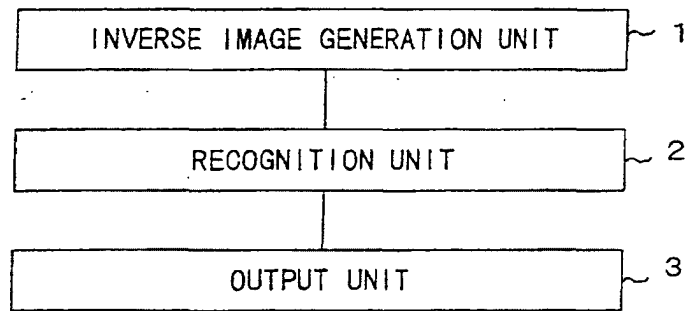 INVERSE IMAGE GENERATION UNIT 1
RECOGNITION UNIT 2
OUTPUT UNIT 3